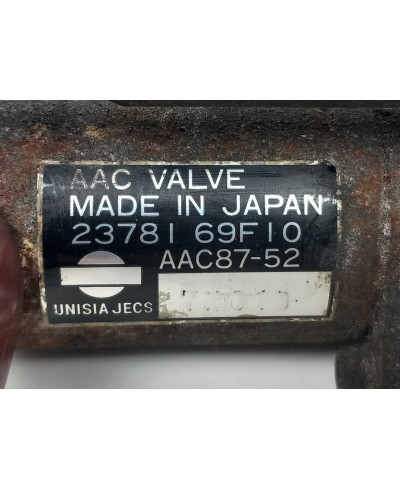 AAC VALVE
MADE IN JAPAN
23781 69F10
AAC87-52
UNISIA JECS